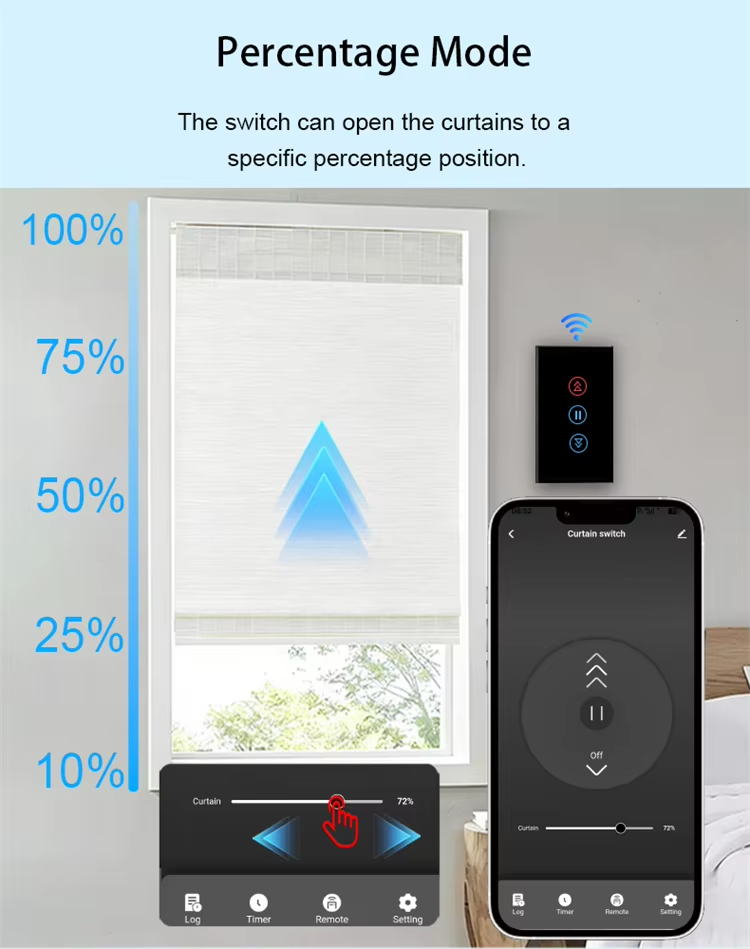 Percentage Mode
The switch can open the curtains to a
specific percentage position.
100%
75%
50%
25%
10%
Curtain 72%
Log Timer Remote Setting
Curtain switch
Off
Curtain 72%
Log Timer Remote Setting